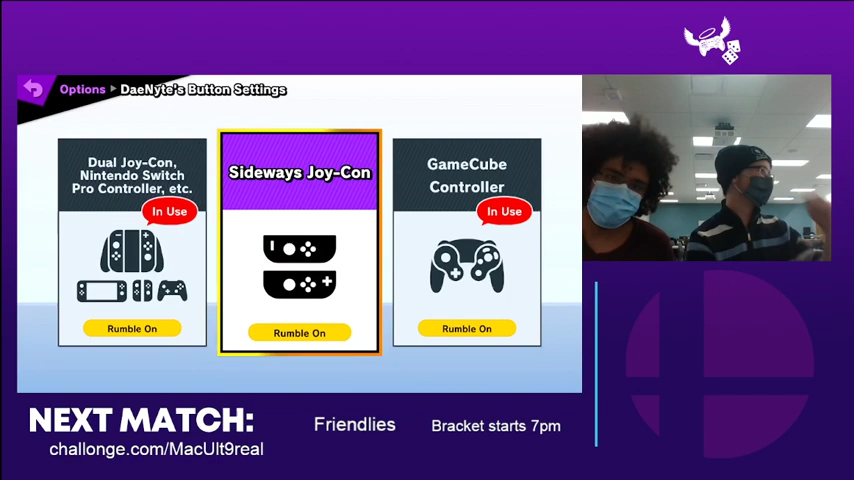 Options ▸ DaeNyte's Button Settings
Dual Joy-Con,
Nintendo Switch
Pro Controller, etc.
In Use
Rumble On
Sideways Joy-Con
Rumble On
GameCube
Controller
In Use
Rumble On
NEXT MATCH:
challonge.com/MacUlt9real
Friendlies
Bracket starts 7pm